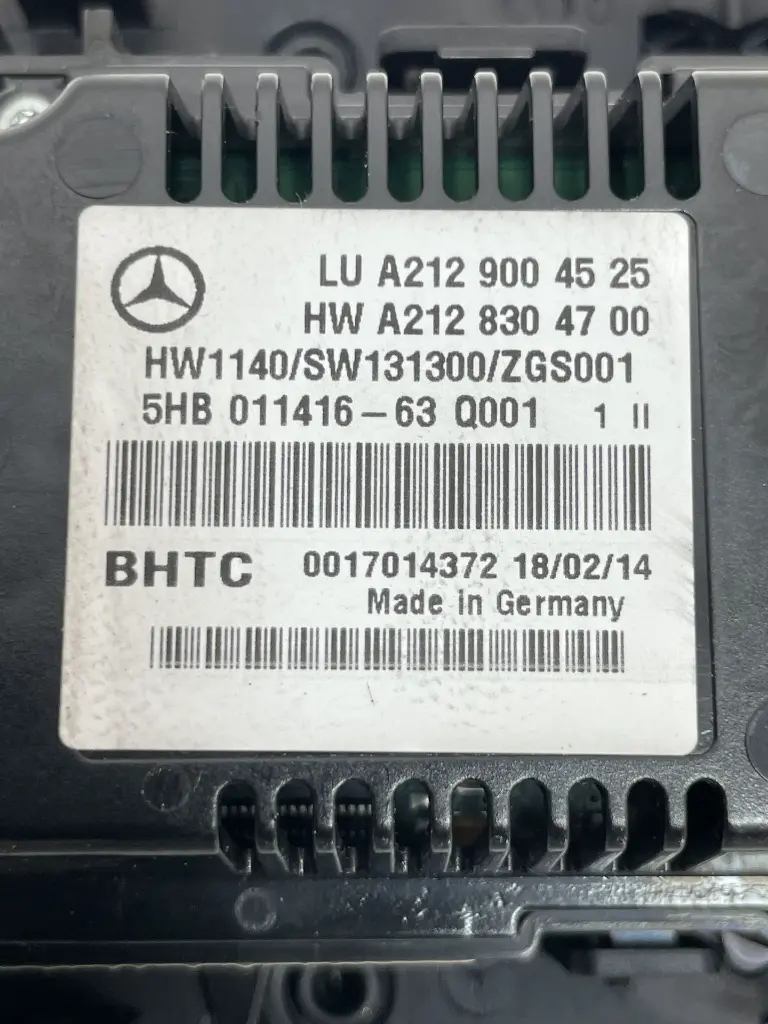 LU A212 900 45 25
HW A212 830 47 00
HW1140/SW131300/ZGS001
5HB 011416-63 Q001 1 II
BHTC 0017014372 18/02/14
Made in Germany